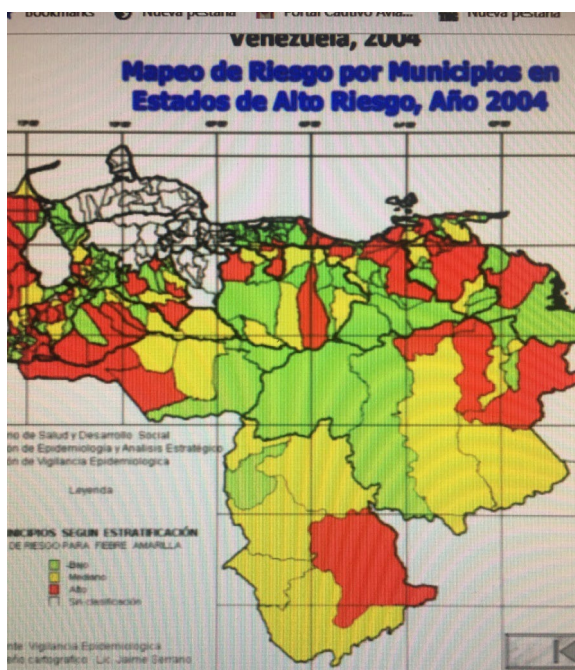 Bookmarks Nueva pestaña Portal Cautivo Avia... Nueva pestaña
Venezuela, 2004
Mapeo de Riesgo por Municipios en
Estados de Alto Riesgo, Año 2004
no de Salud y Desarrollo Social
ón de Epidemiologia y Analisis Estratégico
ón de Vigilancia Epidemiologica
Leyenda
NICIPIOS SEGUN ESTRATIFICACIÓN
DE RIESGO PARA FIEBRE AMARILLA
Bajo
Mediano
Alto
Sin clasificación
nte: Vigilancia Epidemiologica
eño cartografico: Lic. Jaime Serrano